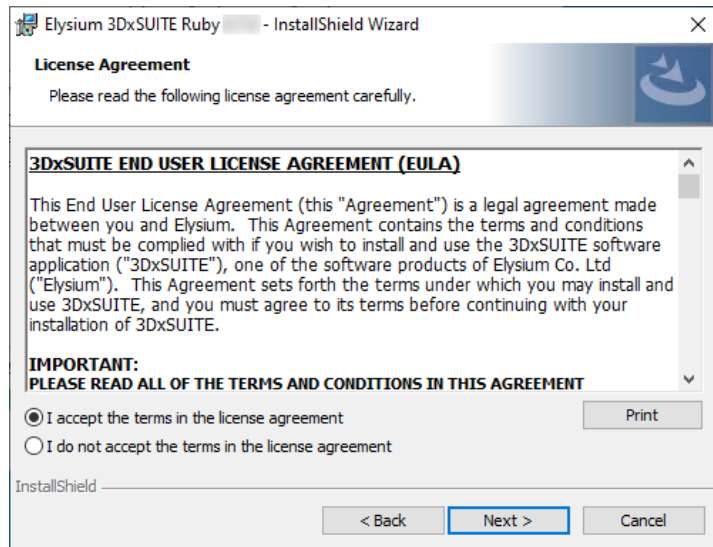 Elysium 3DxSUITE Ruby - InstallShield Wizard
License Agreement
Please read the following license agreement carefully.
3DxSUITE END USER LICENSE AGREEMENT (EULA)
This End User License Agreement (this "Agreement") is a legal agreement made
between you and Elysium.  This Agreement contains the terms and conditions
that must be complied with if you wish to install and use the 3DxSUITE software
application ("3DxSUITE"), one of the software products of Elysium Co. Ltd
("Elysium").  This Agreement sets forth the terms under which you may install and
use 3DxSUITE, and you must agree to its terms before continuing with your
installation of 3DxSUITE.
IMPORTANT:
PLEASE READ ALL OF THE TERMS AND CONDITIONS IN THIS AGREEMENT
I accept the terms in the license agreement
Print
I do not accept the terms in the license agreement
InstallShield
< Back
Next >
Cancel